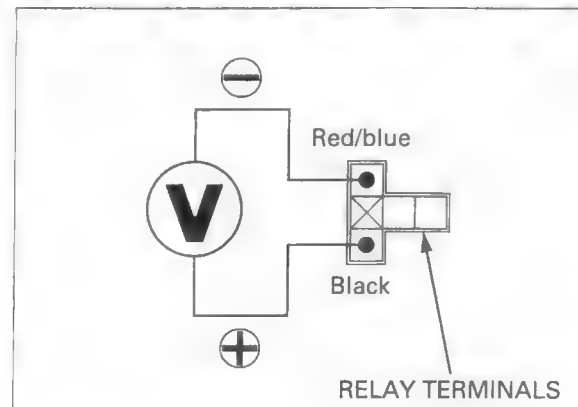 −
Red/blue
V
Black
+
RELAY TERMINALS